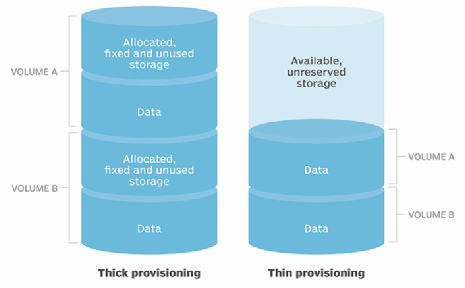 VOLUME A
Allocated,
fixed and unused
storage
Data
VOLUME B
Allocated,
fixed and unused
storage
Data
Thick provisioning
Available,
unreserved
storage
Data
VOLUME A
Data
VOLUME B
Thin provisioning